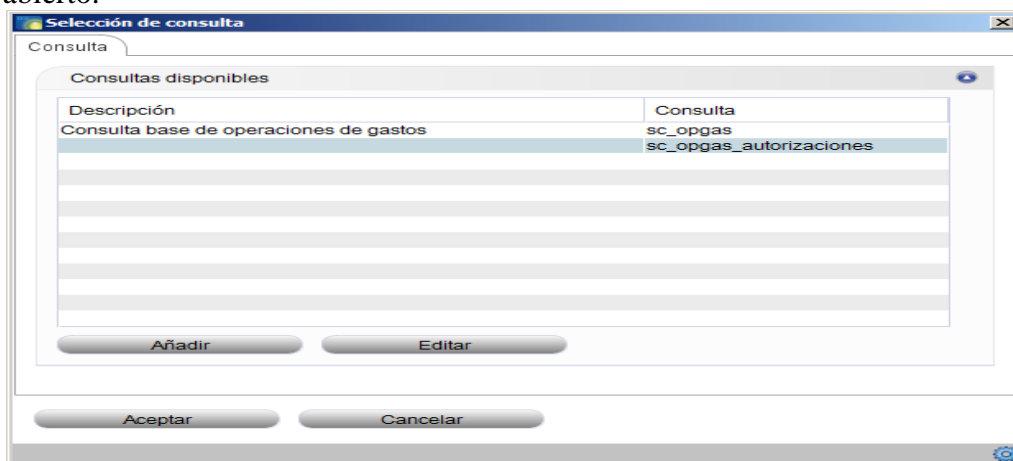 abierto.
Selección de consulta
Consulta
Consultas disponibles
Descripción Consulta
Consulta base de operaciones de gastos sc_opgas
sc_opgas_autorizaciones
Añadir Editar
Aceptar Cancelar